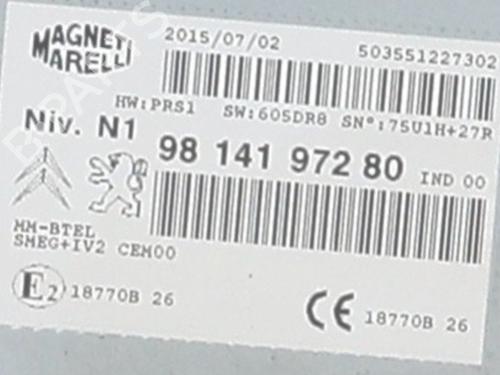 MAGNETI MARELLI
2015/07/02
503551227302
HW:PRS1 SW:605DR8 SN°:75U1H+27R
Niv. N1
98 141 972 80 IND 00
MM-BTEL
SMEG+IV2 CEM00
E2 18770B 26
CE 18770B 26